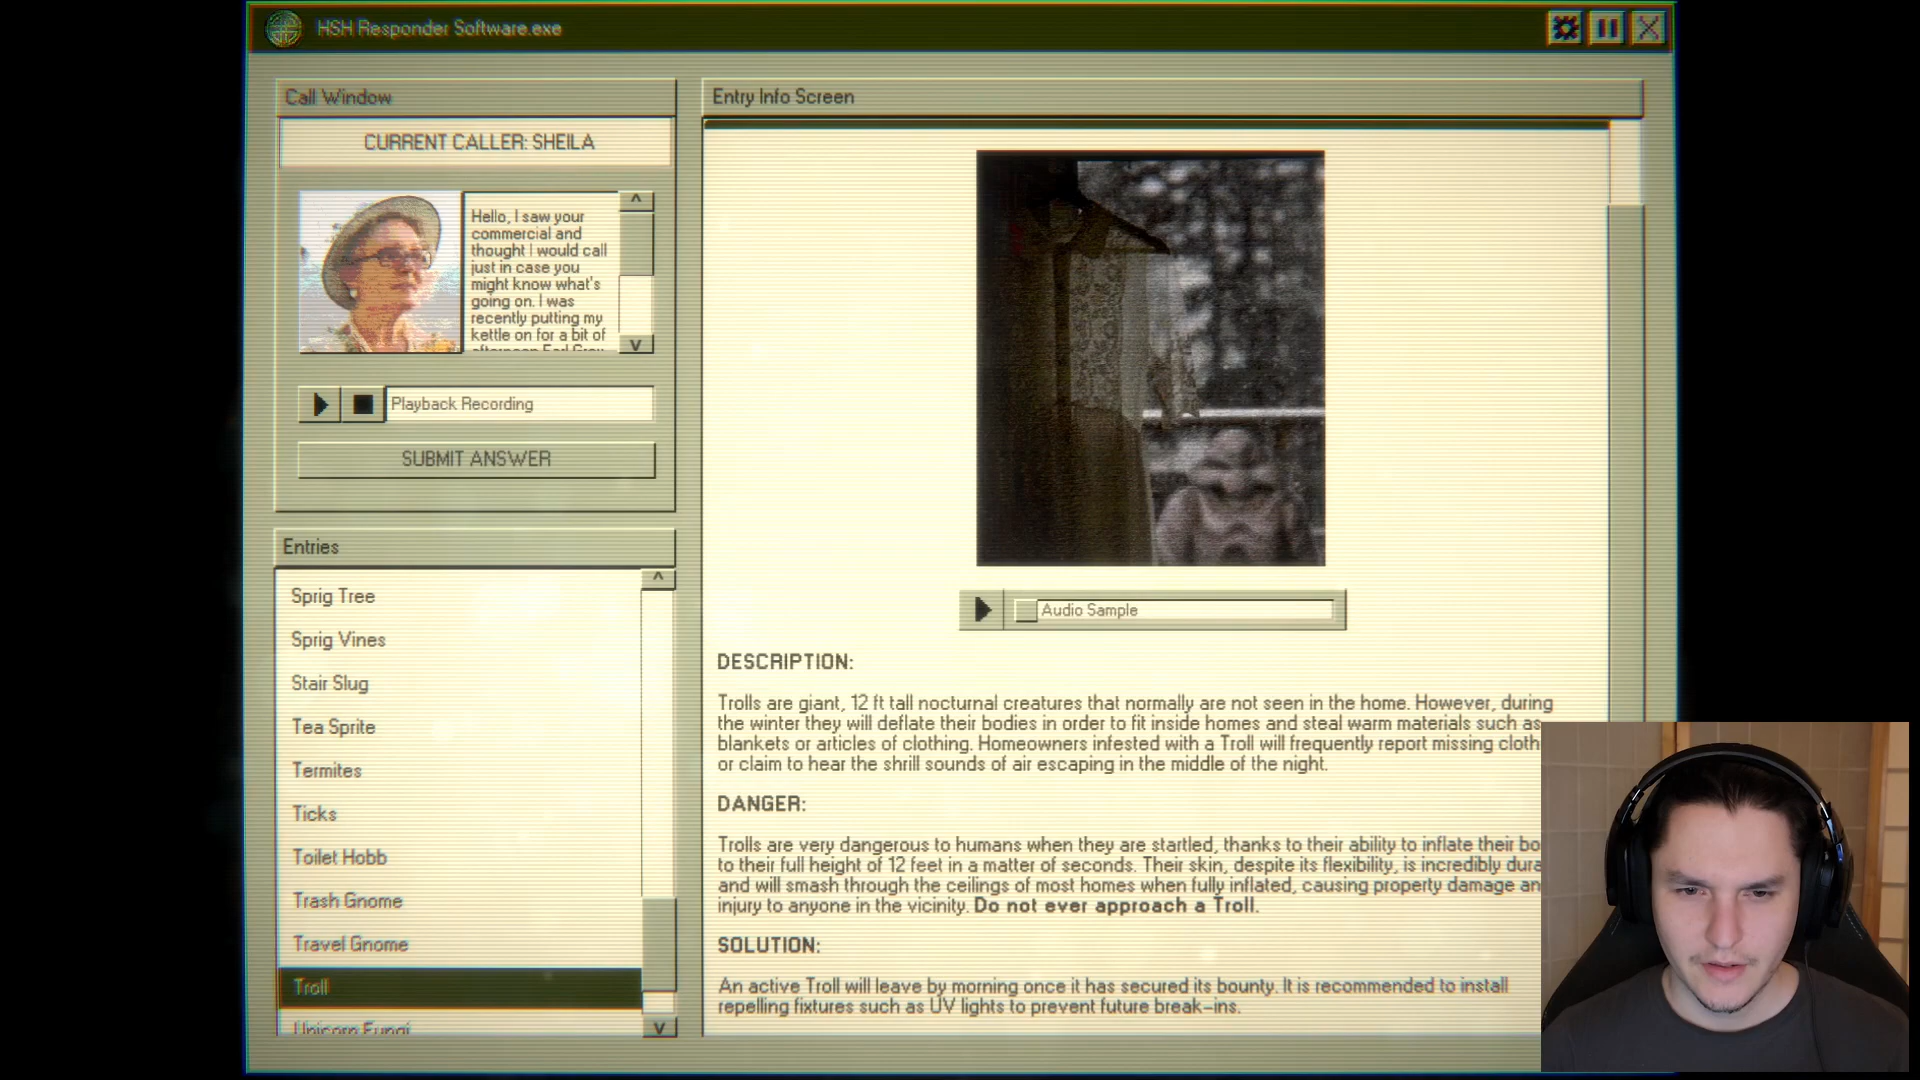 HSH Responder Software.exe
Call Window
CURRENT CALLER: SHEILA
Hello, I saw your
commercial and
thought I would call
just in case you
might know what's
going on. I was
recently putting my
kettle on for a bit of
afternoon Earl Grey
Playback Recording
SUBMIT ANSWER
Entries
Sprig Tree
Sprig Vines
Stair Slug
Tea Sprite
Termites
Ticks
Toilet Hobb
Trash Gnome
Travel Gnome
Troll
Unicorn Fungi
Entry Info Screen
Audio Sample
DESCRIPTION:
Trolls are giant, 12 ft tall nocturnal creatures that normally are not seen in the home. However, during
the winter they will deflate their bodies in order to fit inside homes and steal warm materials such as
blankets or articles of clothing. Homeowners infested with a Troll will frequently report missing cloth
or claim to hear the shrill sounds of air escaping in the middle of the night.
DANGER:
Trolls are very dangerous to humans when they are startled, thanks to their ability to inflate their bo
to their full height of 12 feet in a matter of seconds. Their skin, despite its flexibility, is incredibly dura
and will smash through the ceilings of most homes when fully inflated, causing property damage an
injury to anyone in the vicinity. Do not ever approach a Troll.
SOLUTION:
An active Troll will leave by morning once it has secured its bounty. It is recommended to install
repelling fixtures such as UV lights to prevent future break-ins.